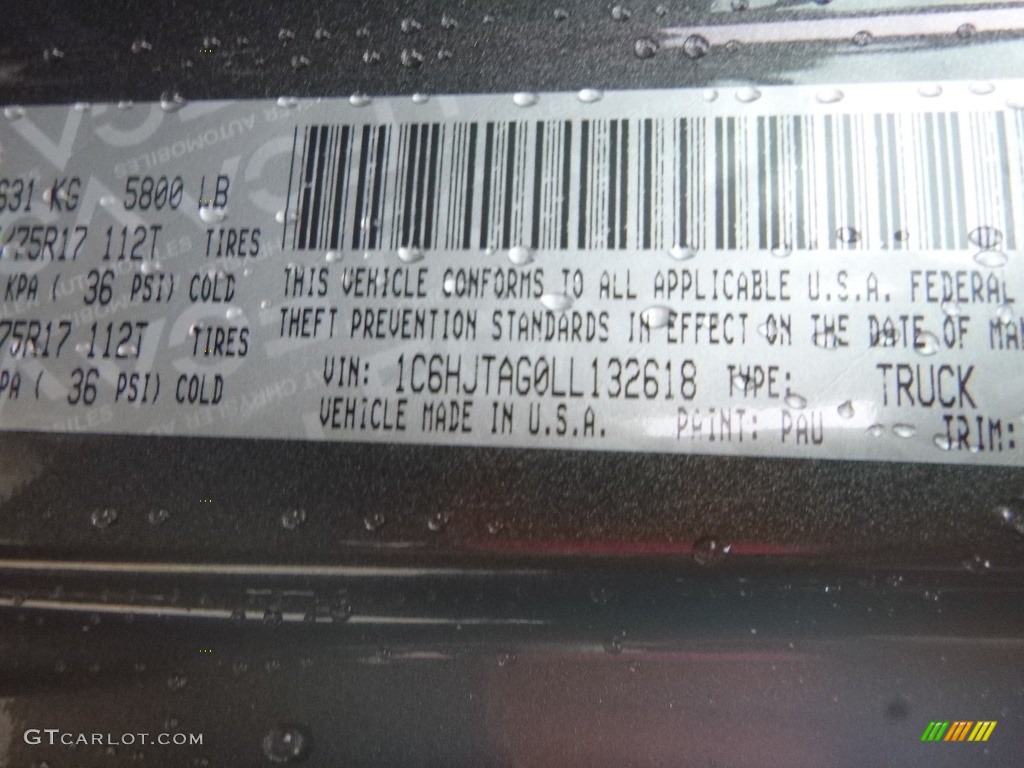 631 KG 5800 LB
/75R17 112T TIRES
KPA ( 36 PSI) COLD
75R17 112T TIRES
PA ( 36 PSI) COLD
THIS VEHICLE CONFORMS TO ALL APPLICABLE U.S.A. FEDERAL
THEFT PREVENTION STANDARDS IN EFFECT ON THE DATE OF MA
VIN: 1C6HJTAG0LL132618 TYPE: TRUCK
VEHICLE MADE IN U.S.A. PAINT: PAU TRIM:
GTCARLOT.COM